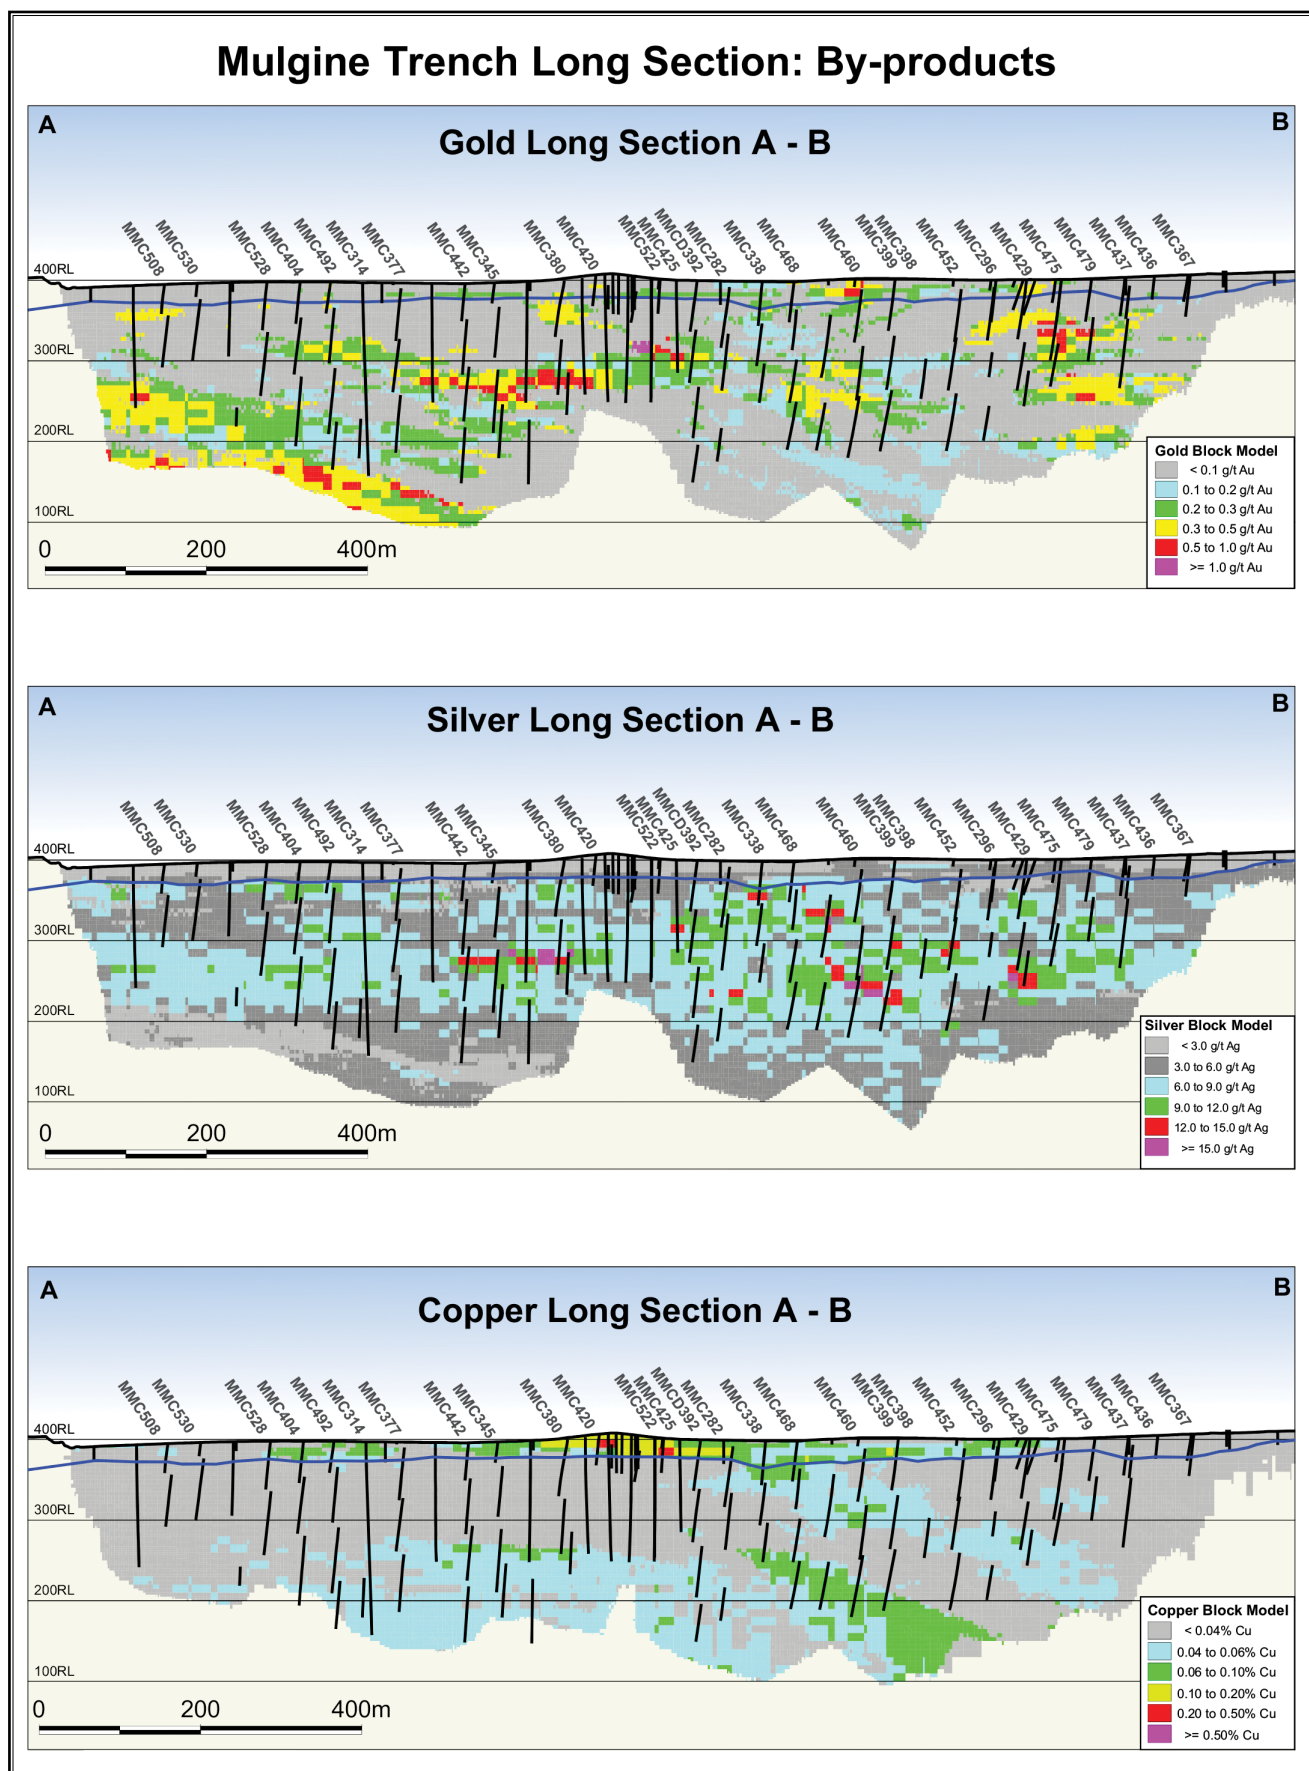 Mulgine Trench Long Section: By-products
A
B
Gold Long Section A - B
MMC508
MMC530
MMC528
MMC404
MMC492
MMC314
MMC377
MMC442
MMC345
MMC380
MMC420
MMC522
MMC425
MMCD392
MMC282
MMC338
MMC468
MMC460
MMC399
MMC398
MMC452
MMC296
MMC429
MMC475
MMC479
MMC437
MMC436
MMC367
400RL
300RL
200RL
100RL
0 200 400m
Gold Block Model
< 0.1 g/t Au
0.1 to 0.2 g/t Au
0.2 to 0.3 g/t Au
0.3 to 0.5 g/t Au
0.5 to 1.0 g/t Au
>= 1.0 g/t Au
A
B
Silver Long Section A - B
MMC508
MMC530
MMC528
MMC404
MMC492
MMC314
MMC377
MMC442
MMC345
MMC380
MMC420
MMC522
MMC425
MMCD392
MMC282
MMC338
MMC468
MMC460
MMC399
MMC398
MMC452
MMC296
MMC429
MMC475
MMC479
MMC437
MMC436
MMC367
400RL
300RL
200RL
100RL
0 200 400m
Silver Block Model
< 3.0 g/t Ag
3.0 to 6.0 g/t Ag
6.0 to 9.0 g/t Ag
9.0 to 12.0 g/t Ag
12.0 to 15.0 g/t Ag
>= 15.0 g/t Ag
A
B
Copper Long Section A - B
MMC508
MMC530
MMC528
MMC404
MMC492
MMC314
MMC377
MMC442
MMC345
MMC380
MMC420
MMC522
MMC425
MMCD392
MMC282
MMC338
MMC468
MMC460
MMC399
MMC398
MMC452
MMC296
MMC429
MMC475
MMC479
MMC437
MMC436
MMC367
400RL
300RL
200RL
100RL
0 200 400m
Copper Block Model
< 0.04% Cu
0.04 to 0.06% Cu
0.06 to 0.10% Cu
0.10 to 0.20% Cu
0.20 to 0.50% Cu
>= 0.50% Cu